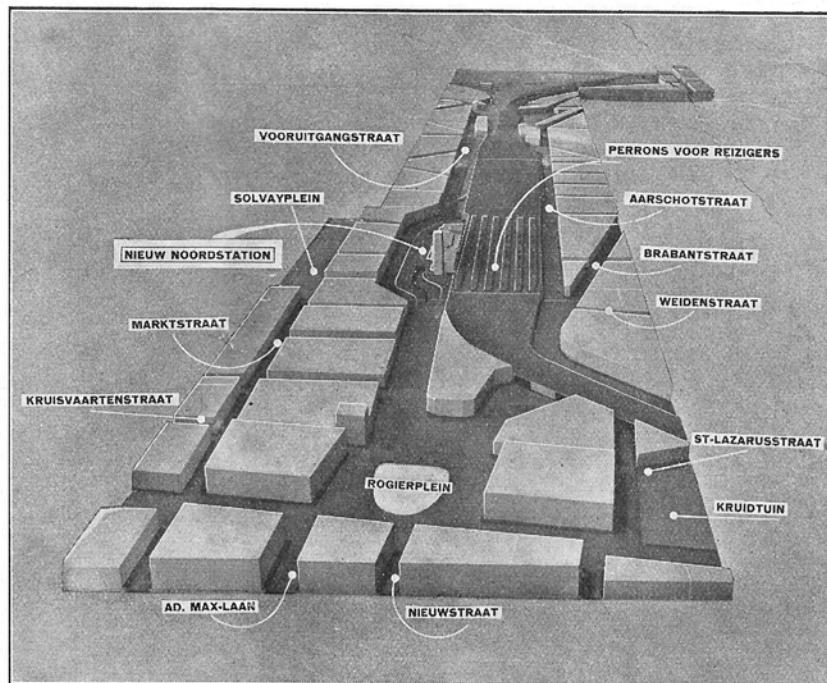 VOORUITGANGSTRAAT
PERRONS VOOR REIZIGERS
SOLVAYPLEIN
AARSCHOTSTRAAT
NIEUW NOORDSTATION
BRABANTSTRAAT
WEIDENSTRAAT
MARKTSTRAAT
KRUISVAARTENSTRAAT
ST-LAZARUSSTRAAT
ROGIERPLEIN
KRUIDTUIN
AD. MAX-LAAN
NIEUWSTRAAT